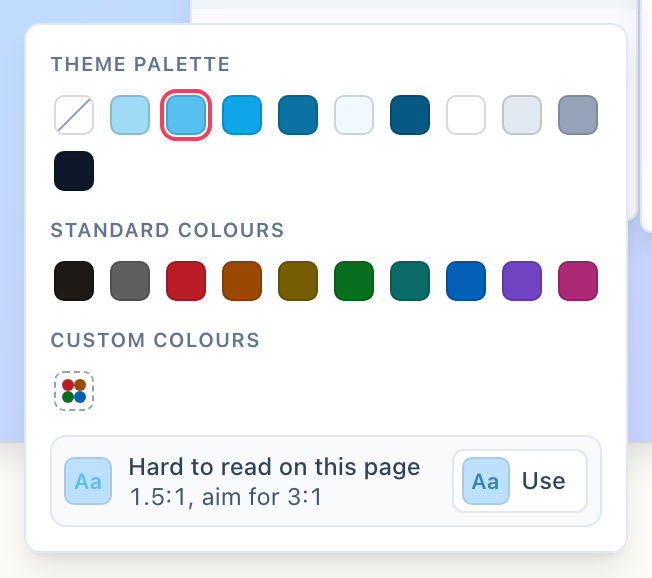 THEME PALETTE
STANDARD COLOURS
CUSTOM COLOURS
Aa
Hard to read on this page
1.5:1, aim for 3:1
Aa
Use